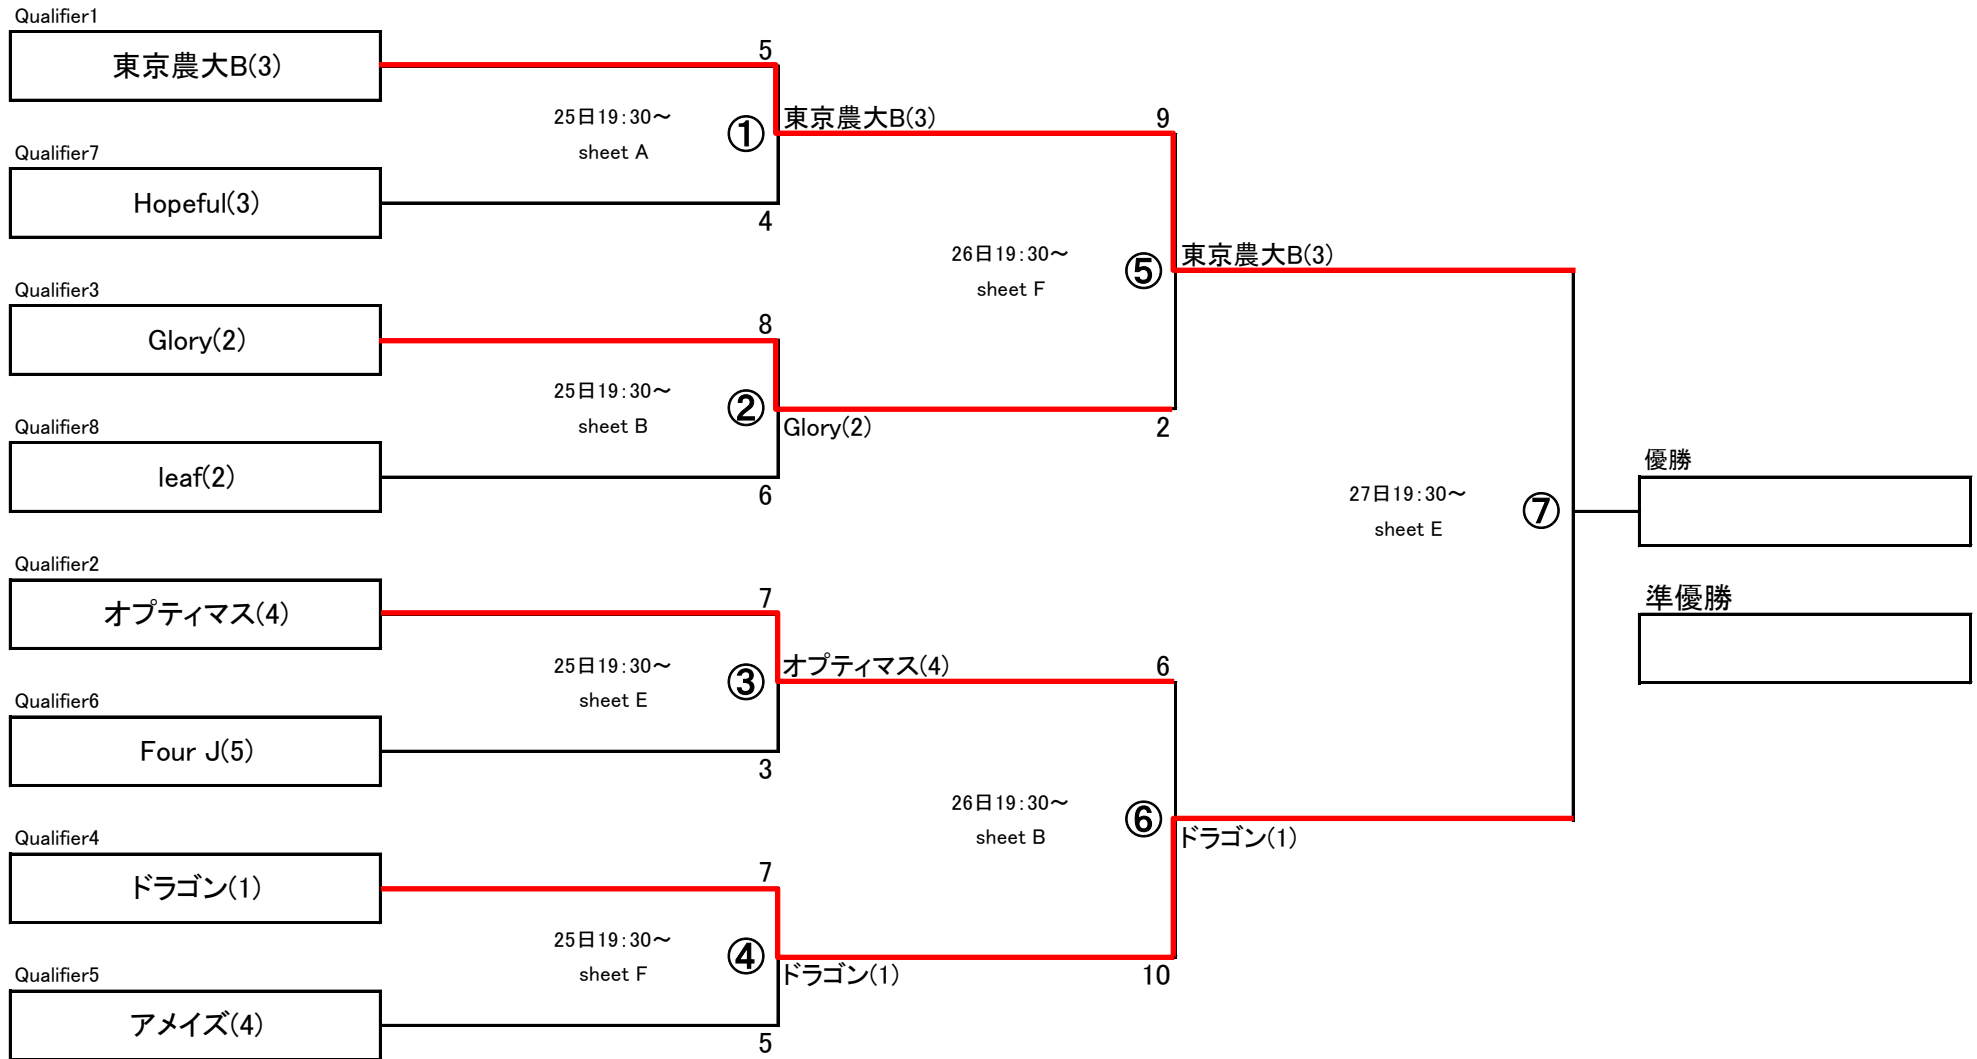 Qualifier1
東京農大B(3)
5
25日19:30～
sheet A
①
東京農大B(3)
9
Qualifier7
Hopeful(3)
4
26日19:30～
sheet F
⑤
東京農大B(3)
Qualifier3
Glory(2)
8
25日19:30～
sheet B
②
Glory(2)
2
Qualifier8
leaf(2)
6
27日19:30～
sheet E
⑦
優勝
準優勝
Qualifier2
オプティマス(4)
7
25日19:30～
sheet E
③
オプティマス(4)
6
Qualifier6
Four J(5)
3
26日19:30～
sheet B
⑥
ドラゴン(1)
Qualifier4
ドラゴン(1)
7
25日19:30～
sheet F
④
ドラゴン(1)
10
Qualifier5
アメイズ(4)
5